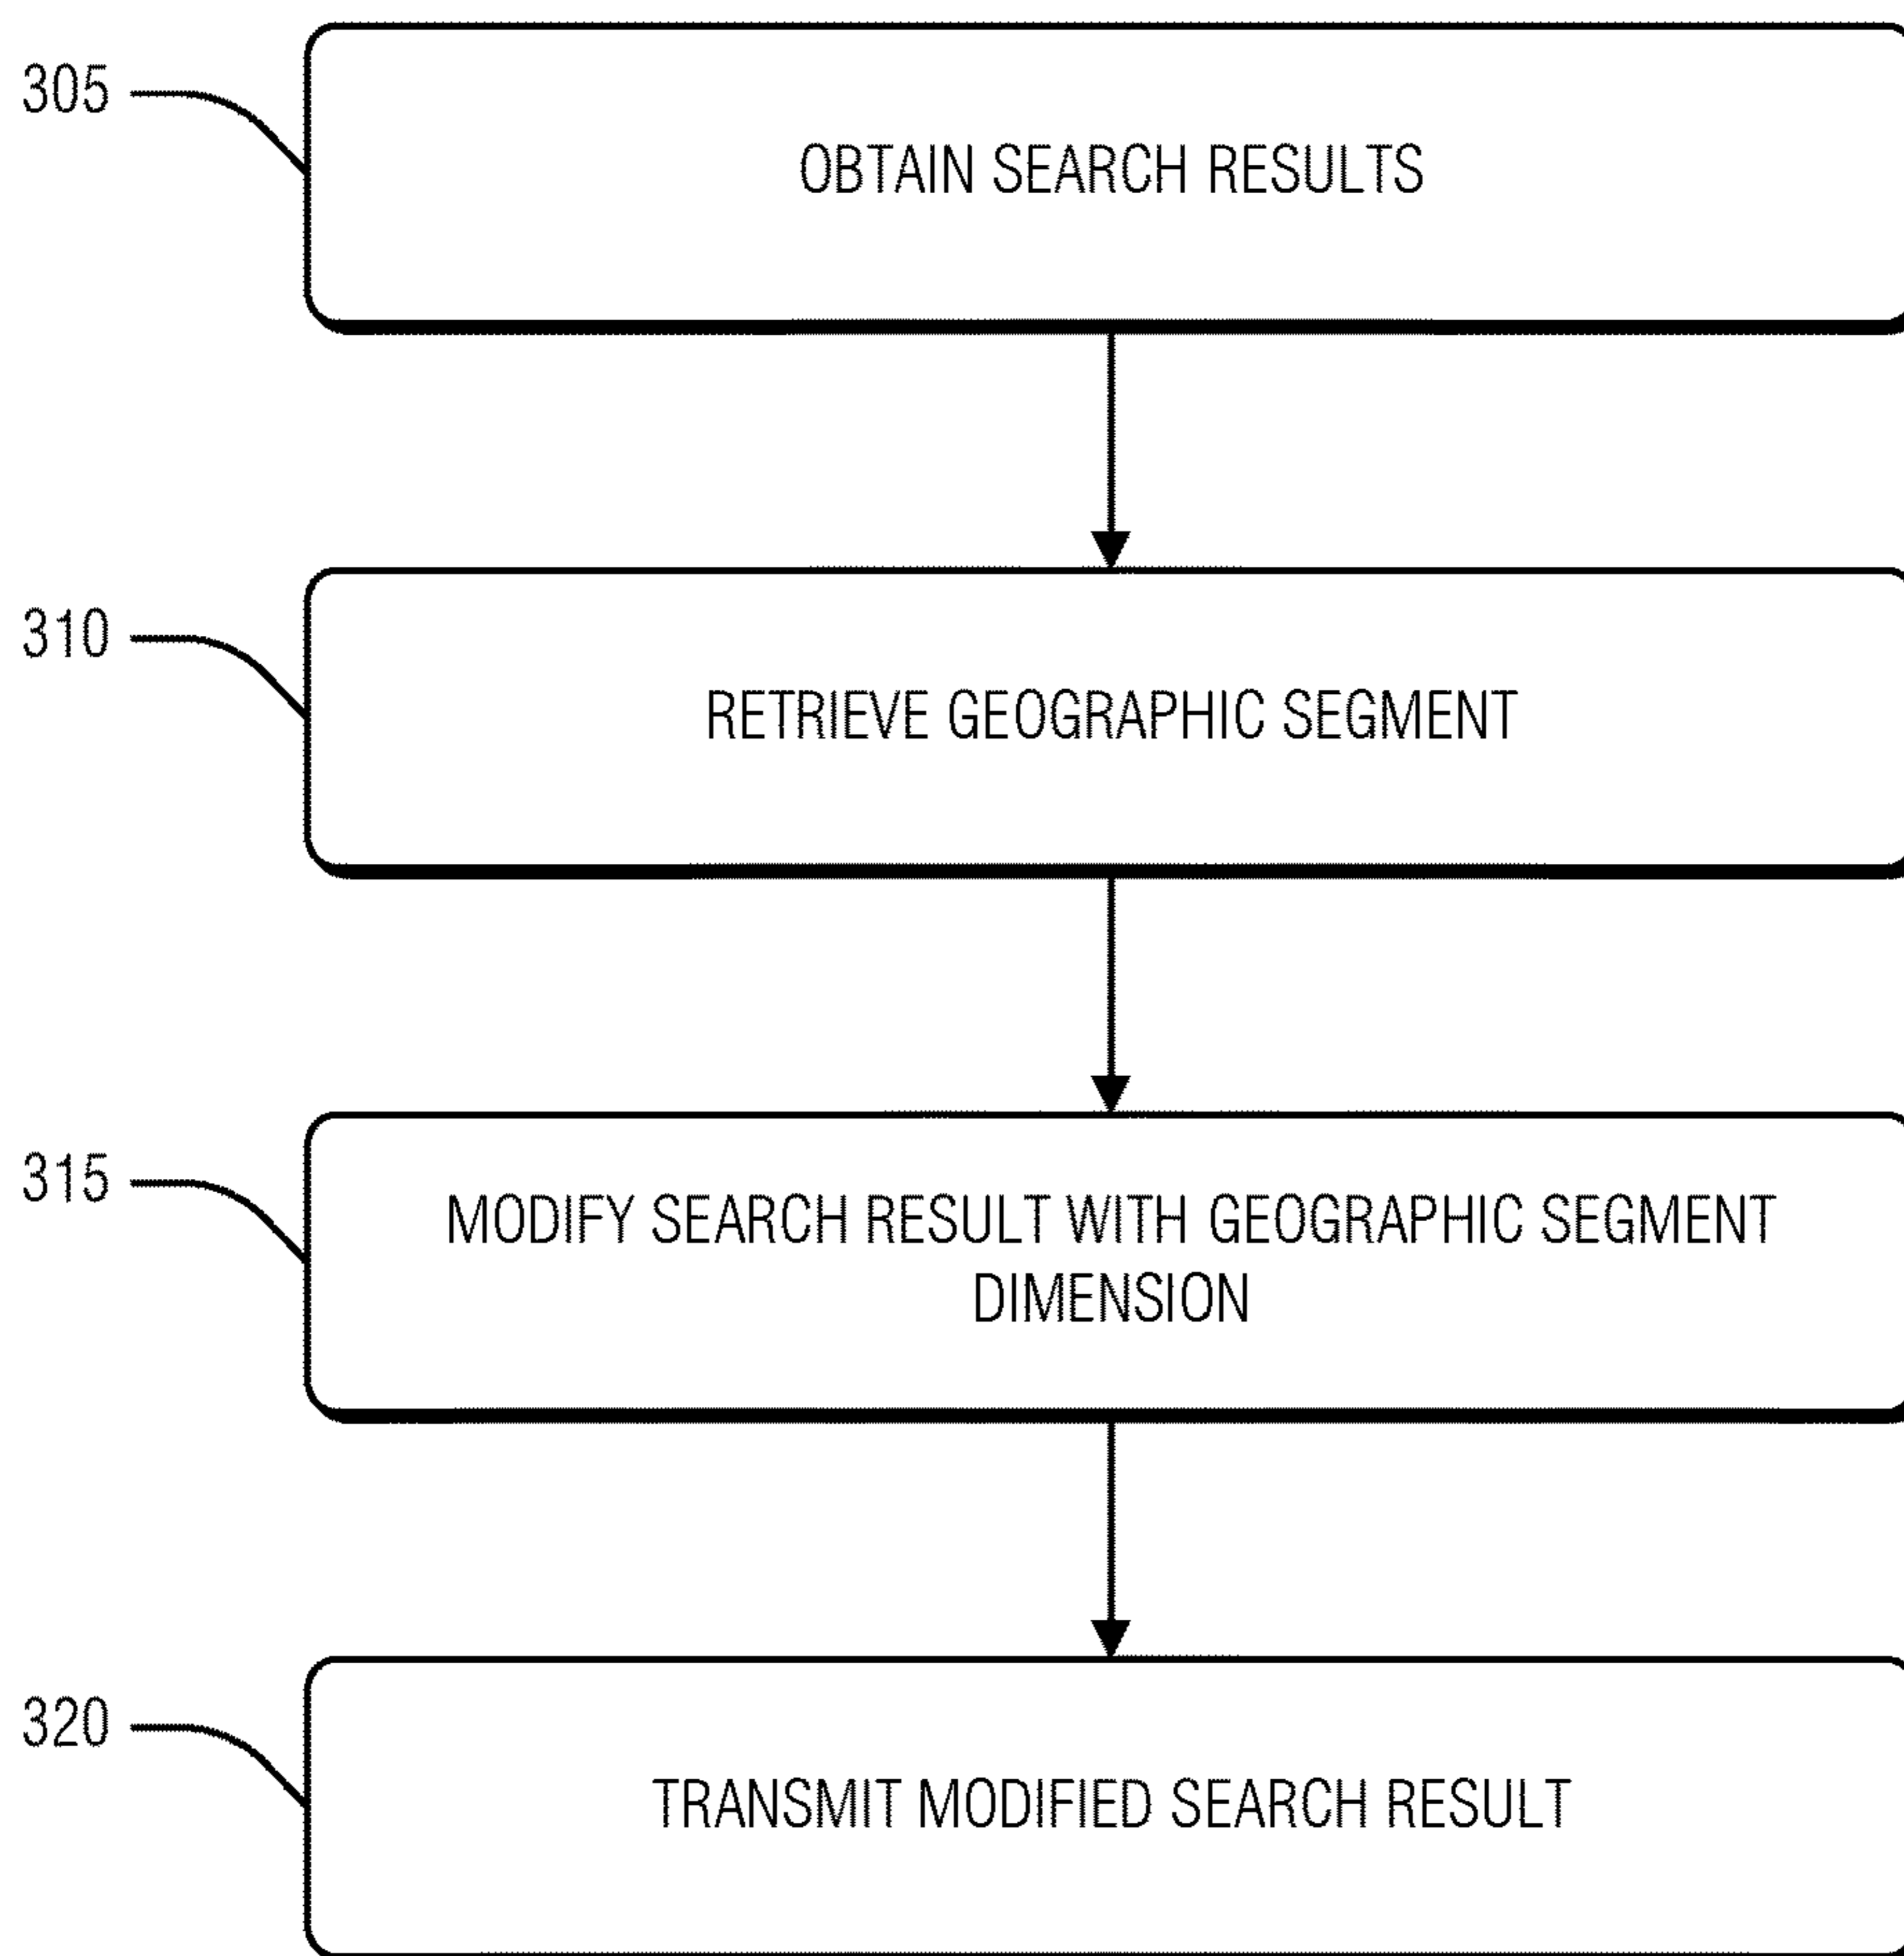 305
OBTAIN SEARCH RESULTS
310
RETRIEVE GEOGRAPHIC SEGMENT
315
MODIFY SEARCH RESULT WITH GEOGRAPHIC SEGMENT
DIMENSION
320
TRANSMIT MODIFIED SEARCH RESULT